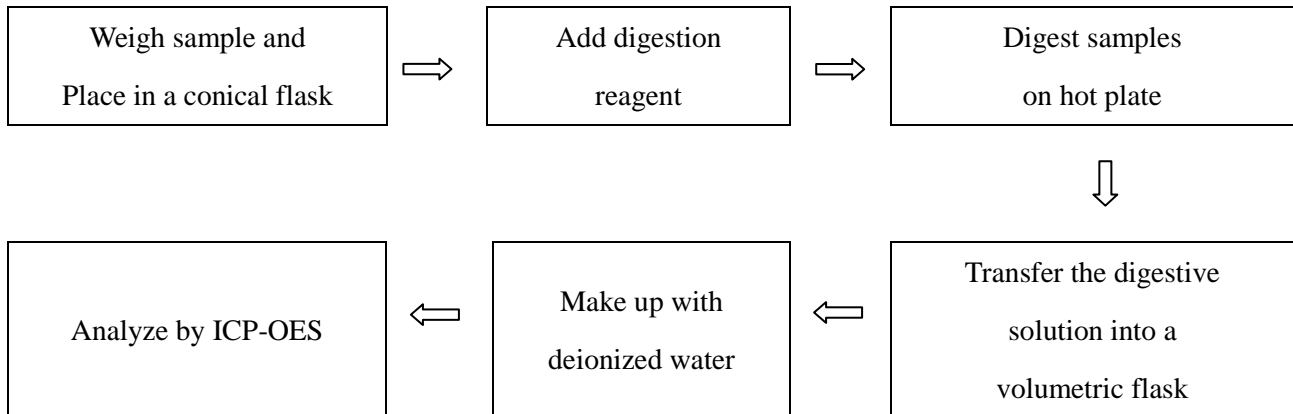 Weigh sample and
Place in a conical flask
Add digestion
reagent
Digest samples
on hot plate
Transfer the digestive
solution into a
volumetric flask
Make up with
deionized water
Analyze by ICP-OES